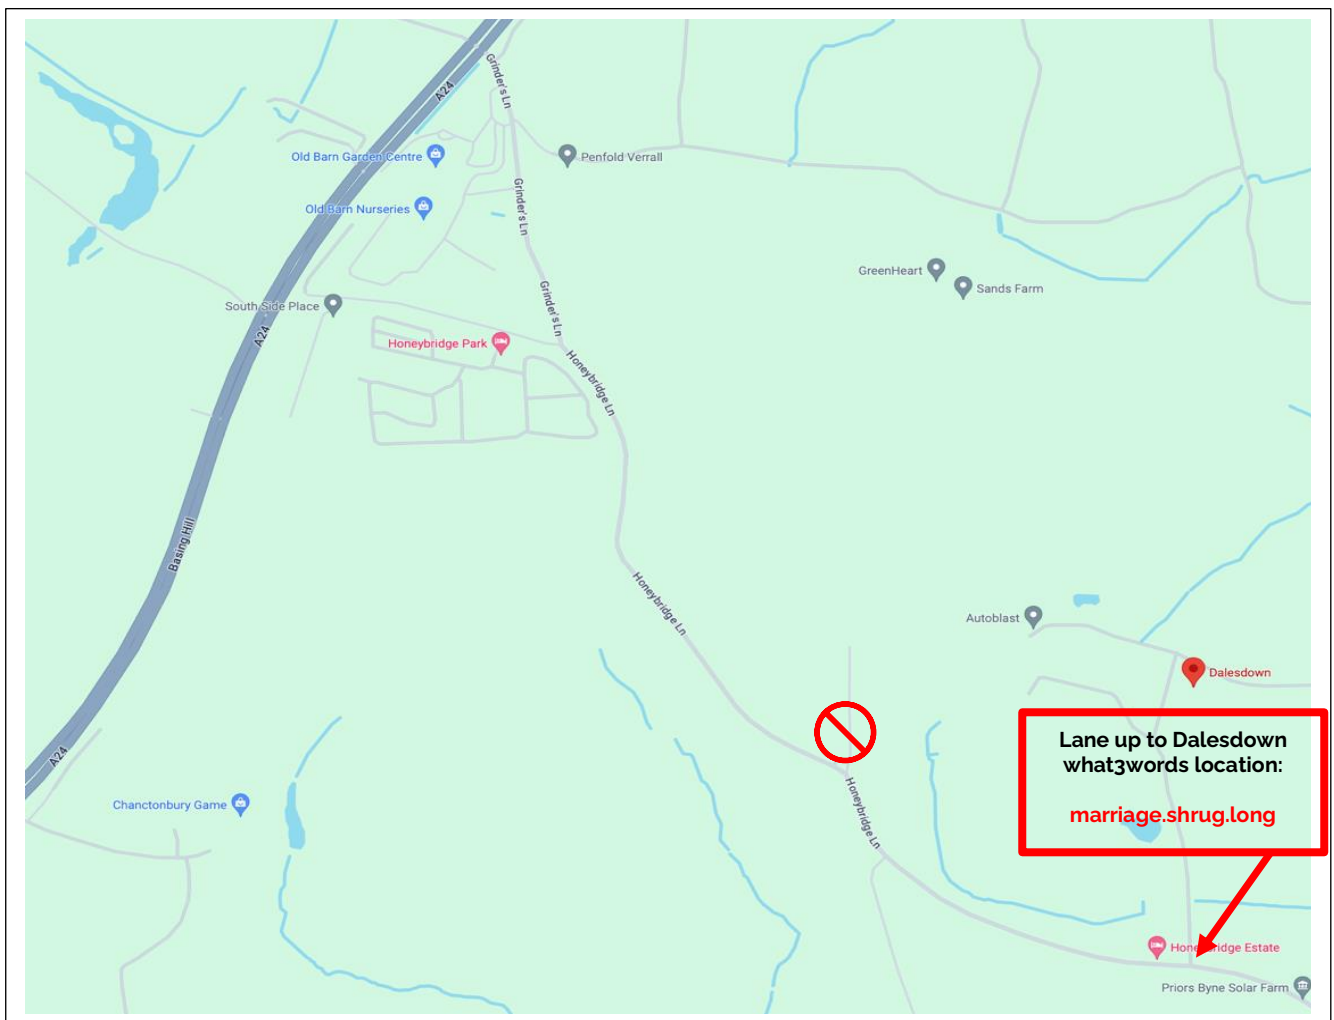 Grinder's Ln
A24
Old Barn Garden Centre
Penfold Verrall
Grinder's Ln
Old Barn Nurseries
GreenHeart
Sands Farm
Grinder's Ln
South Side Place
A24
Honeybridge Park
Honeybridge Ln
Basing Hill
Honeybridge Ln
Autoblast
Dalesdown
Lane up to Dalesdown
what3words location:
marriage.shrug.long
A24
Chanctonbury Game
Honeybridge Ln
Honeybridge Estate
Priors Byne Solar Farm